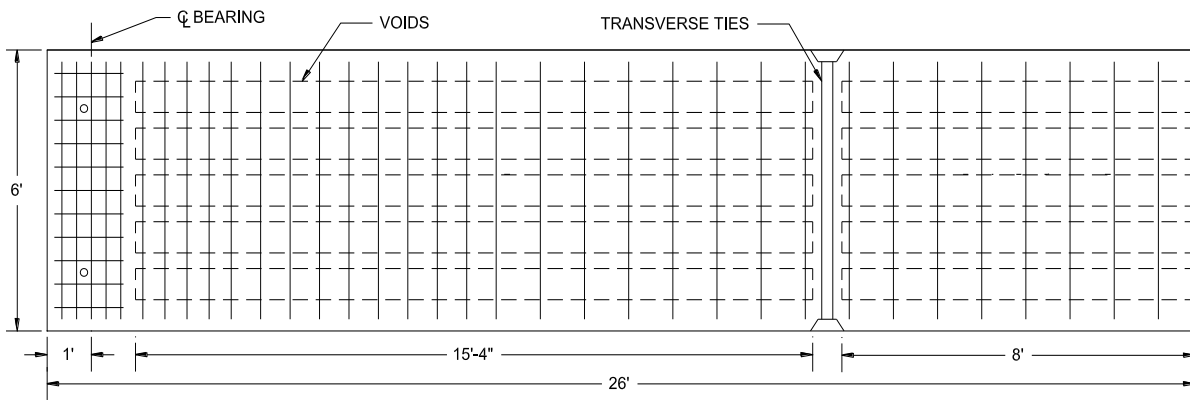 ℄ BEARING
VOIDS
TRANSVERSE TIES
6'
1'
15'-4"
8'
26'